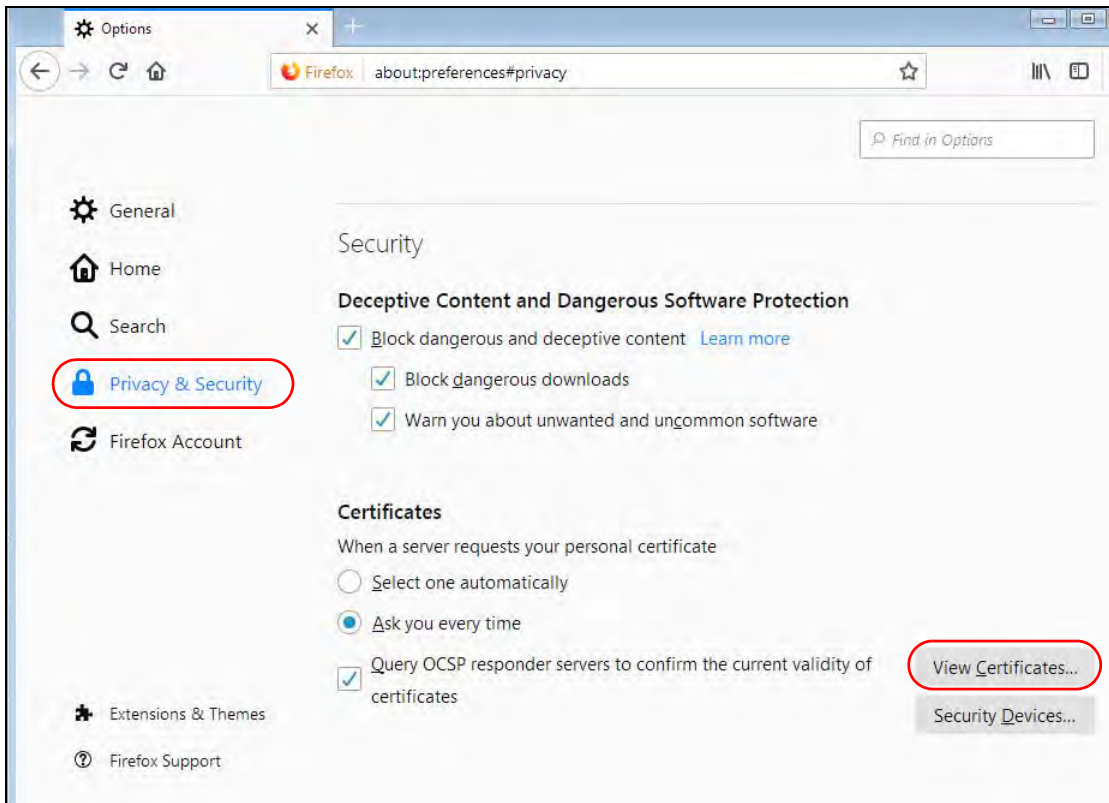 Options
Firefox about:preferences#privacy
Find in Options
General
Home
Search
Privacy & Security
Firefox Account
Extensions & Themes
Firefox Support
Security
Deceptive Content and Dangerous Software Protection
Block dangerous and deceptive content Learn more
Block dangerous downloads
Warn you about unwanted and uncommon software
Certificates
When a server requests your personal certificate
Select one automatically
Ask you every time
Query OCSP responder servers to confirm the current validity of
certificates
View Certificates...
Security Devices...